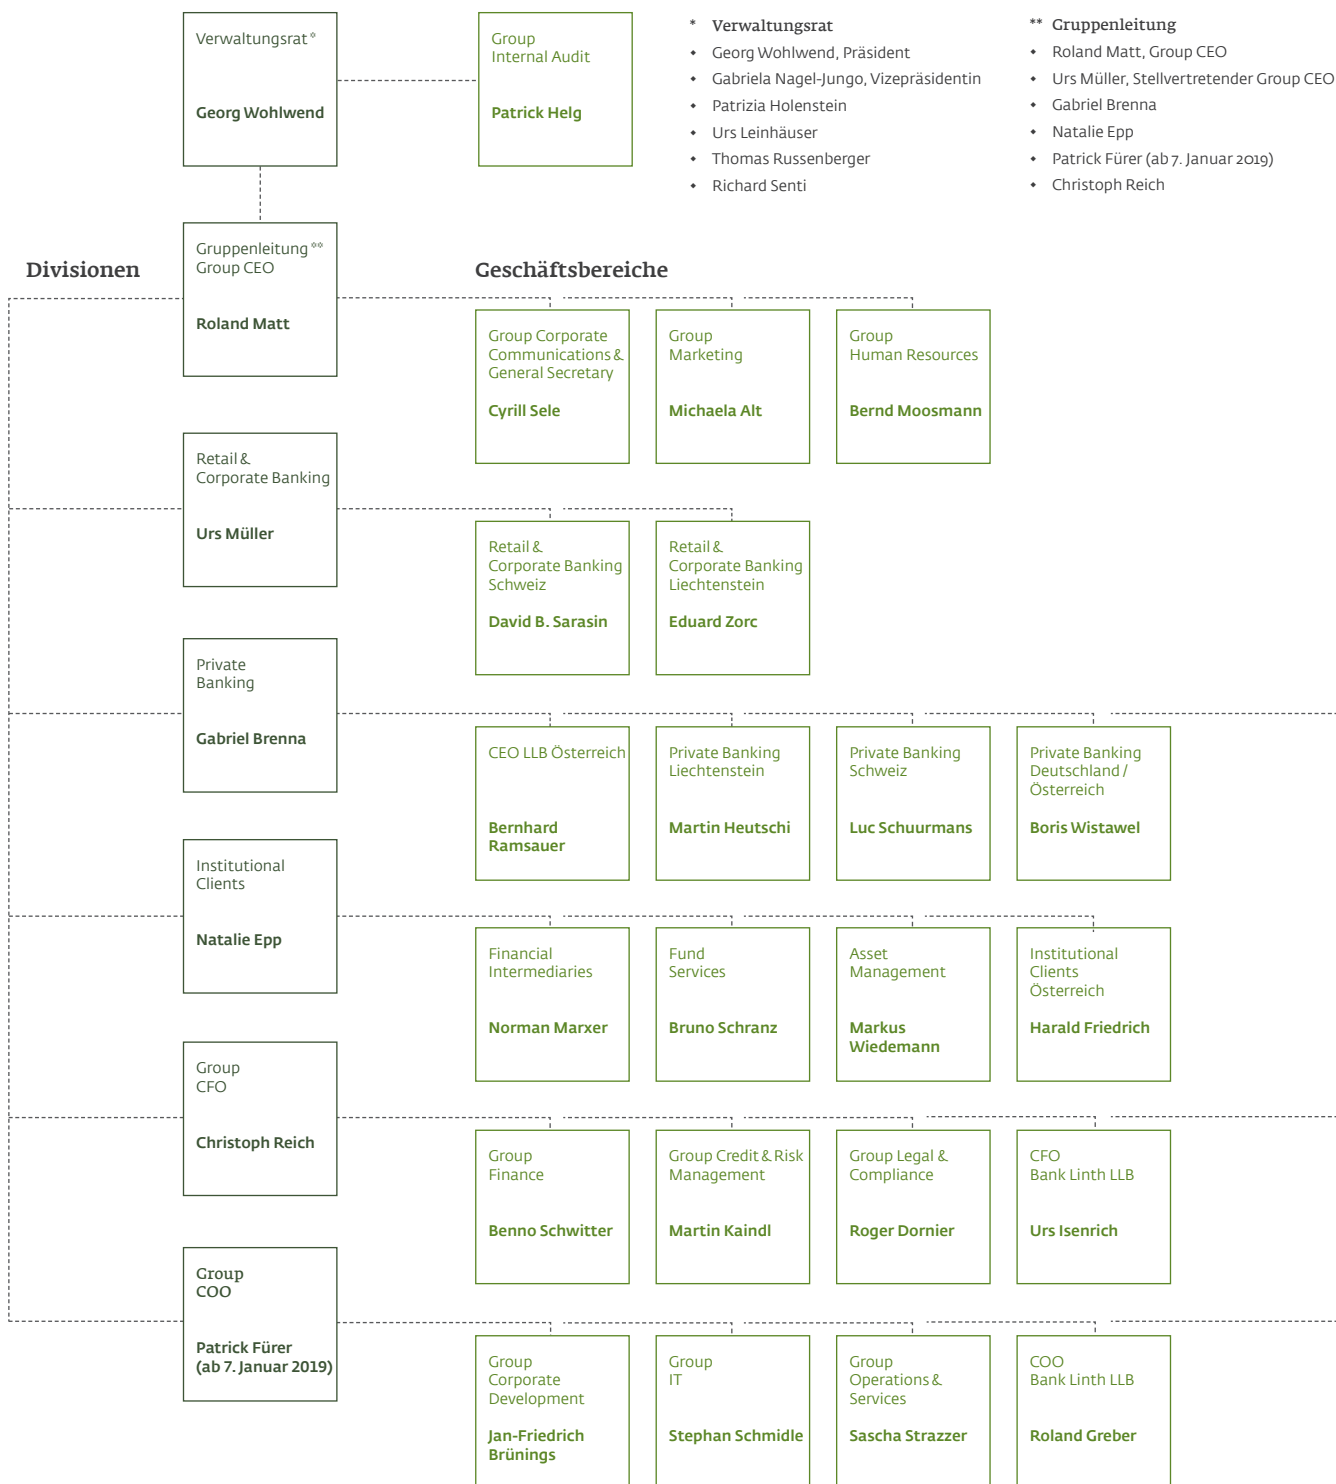 Verwaltungsrat *
Georg Wohlwend
Group
Internal Audit
Patrick Helg
* Verwaltungsrat
• Georg Wohlwend, Präsident
• Gabriela Nagel-Jungo, Vizepräsidentin
• Patrizia Holenstein
• Urs Leinhäuser
• Thomas Russenberger
• Richard Senti
** Gruppenleitung
• Roland Matt, Group CEO
• Urs Müller, Stellvertretender Group CEO
• Gabriel Brenna
• Natalie Epp
• Patrick Fürer (ab 7. Januar 2019)
• Christoph Reich
Divisionen
Geschäftsbereiche
Gruppenleitung **
Group CEO
Roland Matt
Group Corporate
Communications &
General Secretary
Cyrill Sele
Group
Marketing
Michaela Alt
Group
Human Resources
Bernd Moosmann
Retail &
Corporate Banking
Urs Müller
Retail &
Corporate Banking
Schweiz
David B. Sarasin
Retail &
Corporate Banking
Liechtenstein
Eduard Zorc
Private
Banking
Gabriel Brenna
CEO LLB Österreich
Bernhard
Ramsauer
Private Banking
Liechtenstein
Martin Heutschi
Private Banking
Schweiz
Luc Schuurmans
Private Banking
Deutschland /
Österreich
Boris Wistawel
Institutional
Clients
Natalie Epp
Financial
Intermediaries
Norman Marxer
Fund
Services
Bruno Schranz
Asset
Management
Markus
Wiedemann
Institutional
Clients
Österreich
Harald Friedrich
Group
CFO
Christoph Reich
Group
Finance
Benno Schwitter
Group Credit & Risk
Management
Martin Kaindl
Group Legal &
Compliance
Roger Dornier
CFO
Bank Linth LLB
Urs Isenrich
Group
COO
Patrick Fürer
(ab 7. Januar 2019)
Group
Corporate
Development
Jan-Friedrich
Brünings
Group
IT
Stephan Schmidle
Group
Operations &
Services
Sascha Strazzer
COO
Bank Linth LLB
Roland Greber